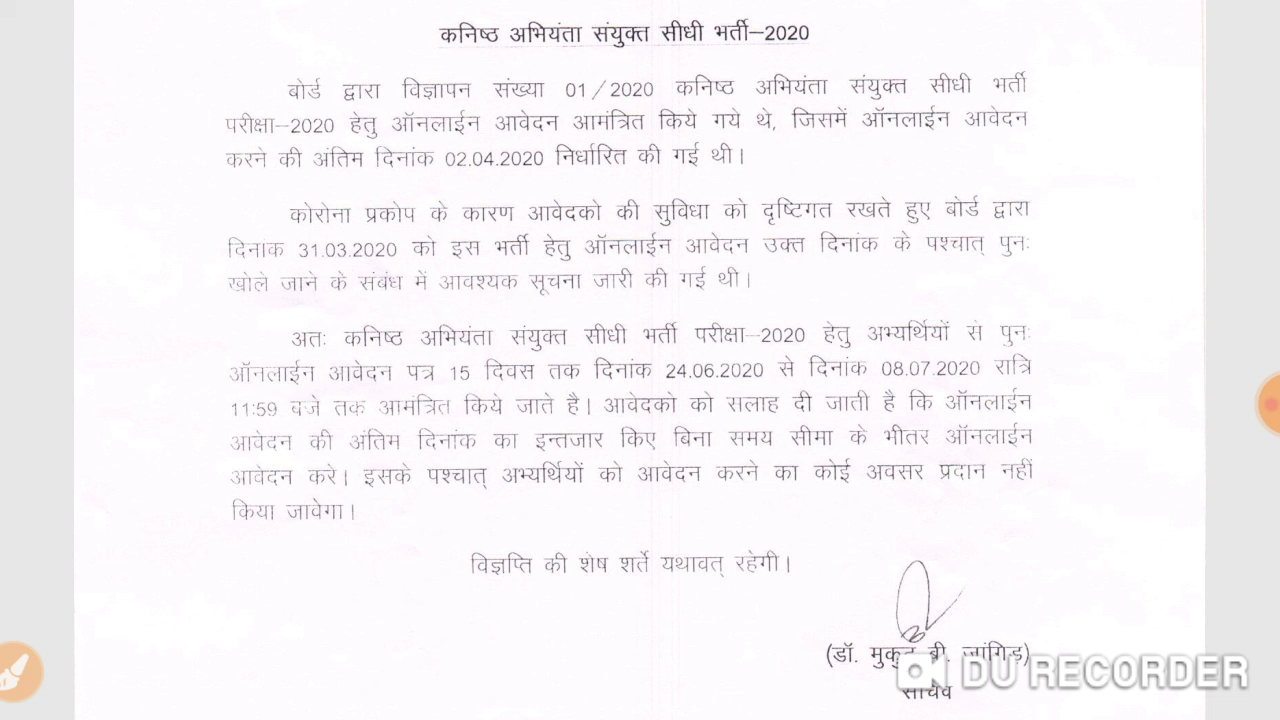 कनिष्ठ अभियंता संयुक्त सीधी भर्ती–2020
बोर्ड द्वारा विज्ञापन संख्या 01/2020 कनिष्ठ अभियंता संयुक्त सीधी भर्ती
परीक्षा–2020 हेतु ऑनलाईन आवेदन आमंत्रित किये गये थे, जिसमें ऑनलाईन आवेदन
करने की अंतिम दिनांक 02.04.2020 निर्धारित की गई थी।
कोरोना प्रकोप के कारण आवेदको की सुविधा को दृष्टिगत रखते हुए बोर्ड द्वारा
दिनांक 31.03.2020 को इस भर्ती हेतु ऑनलाईन आवेदन उक्त दिनांक के पश्चात् पुनः
खोले जाने के संबंध में आवश्यक सूचना जारी की गई थी।
अतः कनिष्ठ अभियंता संयुक्त सीधी भर्ती परीक्षा–2020 हेतु अभ्यर्थियों से पुनः
ऑनलाईन आवेदन पत्र 15 दिवस तक दिनांक 24.06.2020 से दिनांक 08.07.2020 रात्रि
11:59 बजे तक आमंत्रित किये जाते है। आवेदको को सलाह दी जाती है कि ऑनलाईन
आवेदन की अंतिम दिनांक का इन्तजार किए बिना समय सीमा के भीतर ऑनलाईन
आवेदन करे। इसके पश्चात् अभ्यर्थियों को आवेदन करने का कोई अवसर प्रदान नहीं
किया जावेगा।
विज्ञप्ति की शेष शर्ते यथावत् रहेगी।
(डॉ. मुकुट बी. जांगिड़)
सचिव
DU RECORDER